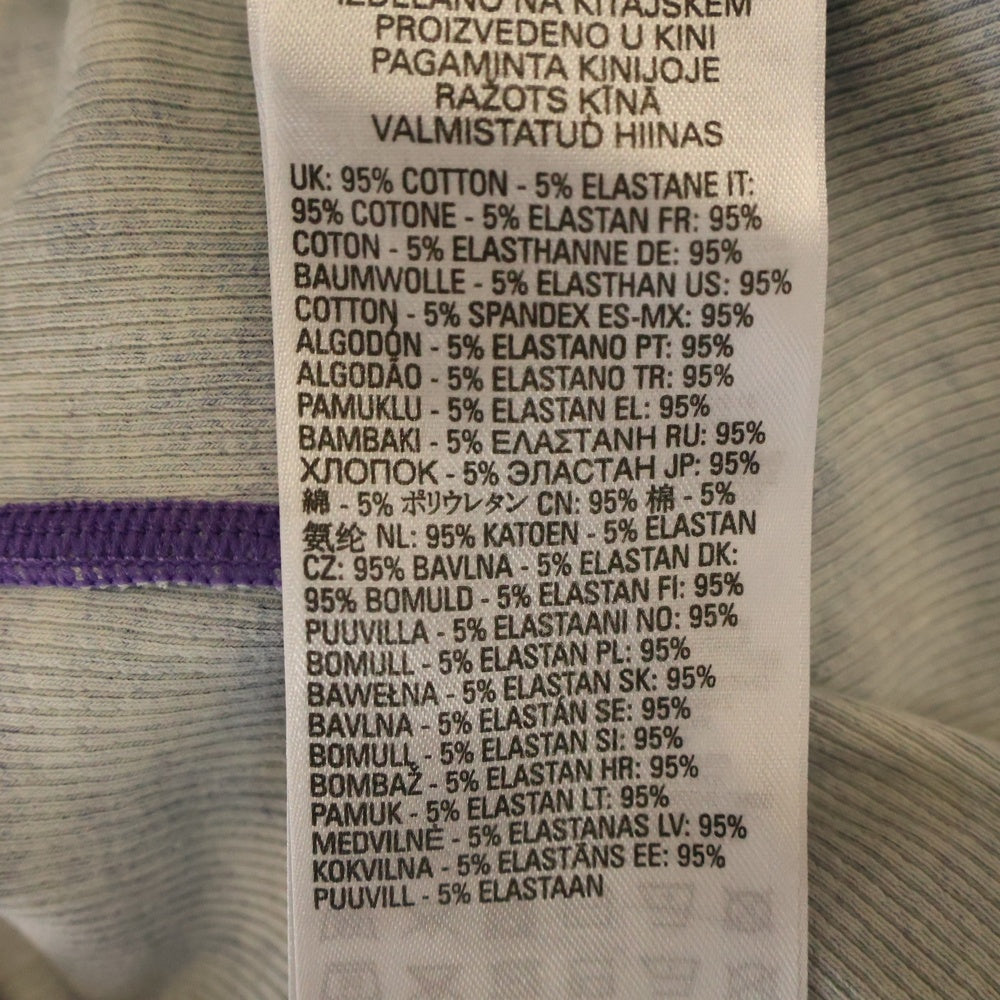 IZDELANO NA KITAJSKEM
PROIZVEDENO U KINI
PAGAMINTA KINIJOJE
RAŽOTS ĶĪNĀ
VALMISTATUD HIINAS
UK: 95% COTTON - 5% ELASTANE IT:
95% COTONE - 5% ELASTAN FR: 95%
COTON - 5% ELASTHANNE DE: 95%
BAUMWOLLE - 5% ELASTHAN US: 95%
COTTON - 5% SPANDEX ES-MX: 95%
ALGODÓN - 5% ELASTANO PT: 95%
ALGODÃO - 5% ELASTANO TR: 95%
PAMUKLU - 5% ELASTAN EL: 95%
ΒΑΜΒΑΚΙ - 5% ΕΛΑΣΤΑΝΗ RU: 95%
ХЛОПОК - 5% ЭЛАСТАН JP: 95%
綿 - 5% ポリウレタン CN: 95% 棉 - 5%
氨纶 NL: 95% KATOEN - 5% ELASTAN
CZ: 95% BAVLNA - 5% ELASTAN DK:
95% BOMULD - 5% ELASTAN FI: 95%
PUUVILLA - 5% ELASTAANI NO: 95%
BOMULL - 5% ELASTAN PL: 95%
BAWEŁNA - 5% ELASTAN SK: 95%
BAVLNA - 5% ELASTÁN SE: 95%
BOMULL - 5% ELASTAN SI: 95%
BOMBAŽ - 5% ELASTAN HR: 95%
PAMUK - 5% ELASTAN LT: 95%
MEDVILNĖ - 5% ELASTANAS LV: 95%
KOKVILNA - 5% ELASTĀNS EE: 95%
PUUVILL - 5% ELASTAAN